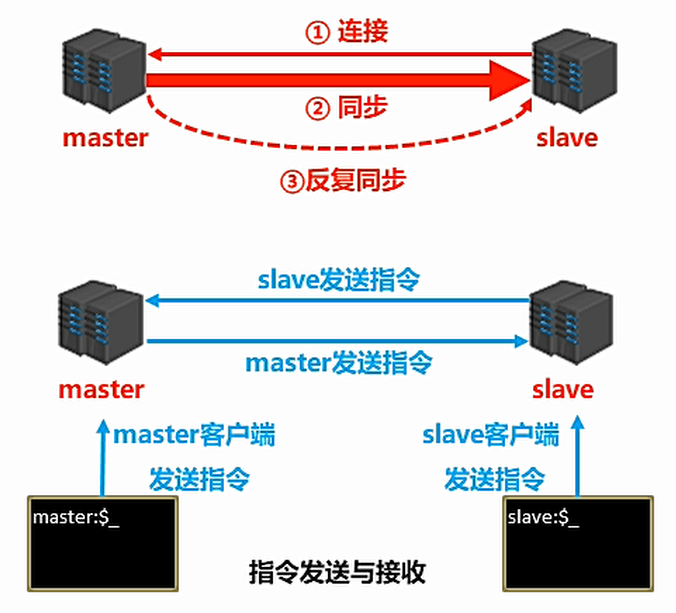 ① 连接
② 同步
master
slave
③反复同步
slave发送指令
master发送指令
master
slave
master客户端
发送指令
slave客户端
发送指令
master:$_
slave:$_
指令发送与接收